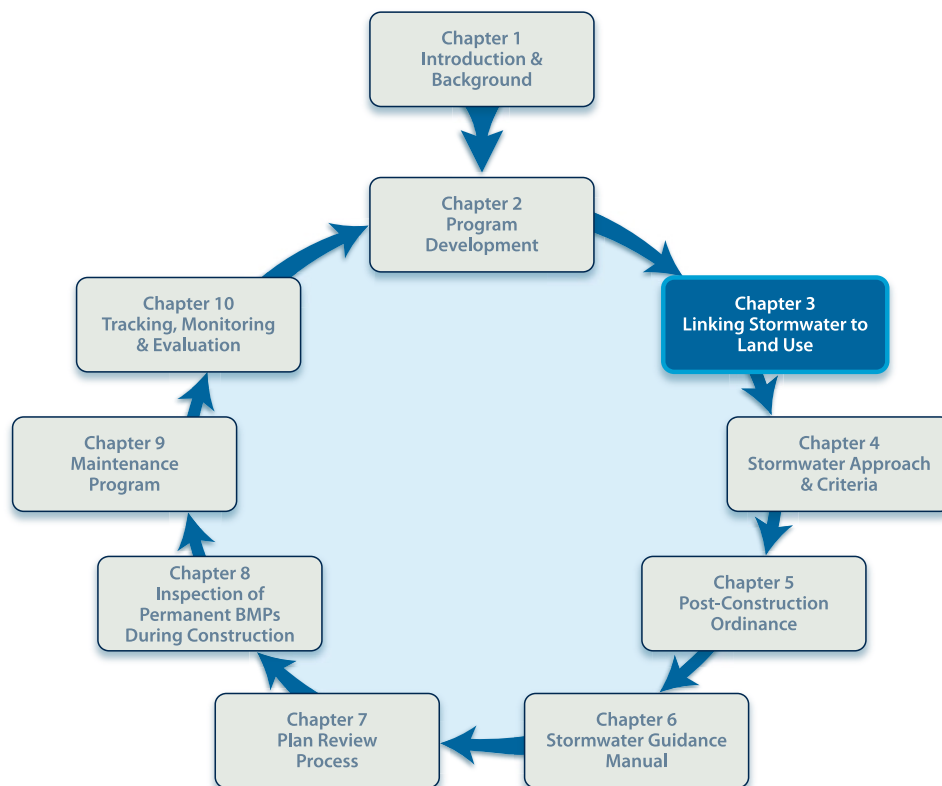 Chapter 1
Introduction &
Background
Chapter 2
Program
Development
Chapter 3
Linking Stormwater to
Land Use
Chapter 4
Stormwater Approach
& Criteria
Chapter 5
Post-Construction
Ordinance
Chapter 6
Stormwater Guidance
Manual
Chapter 7
Plan Review
Process
Chapter 8
Inspection of
Permanent BMPs
During Construction
Chapter 9
Maintenance
Program
Chapter 10
Tracking, Monitoring
& Evaluation